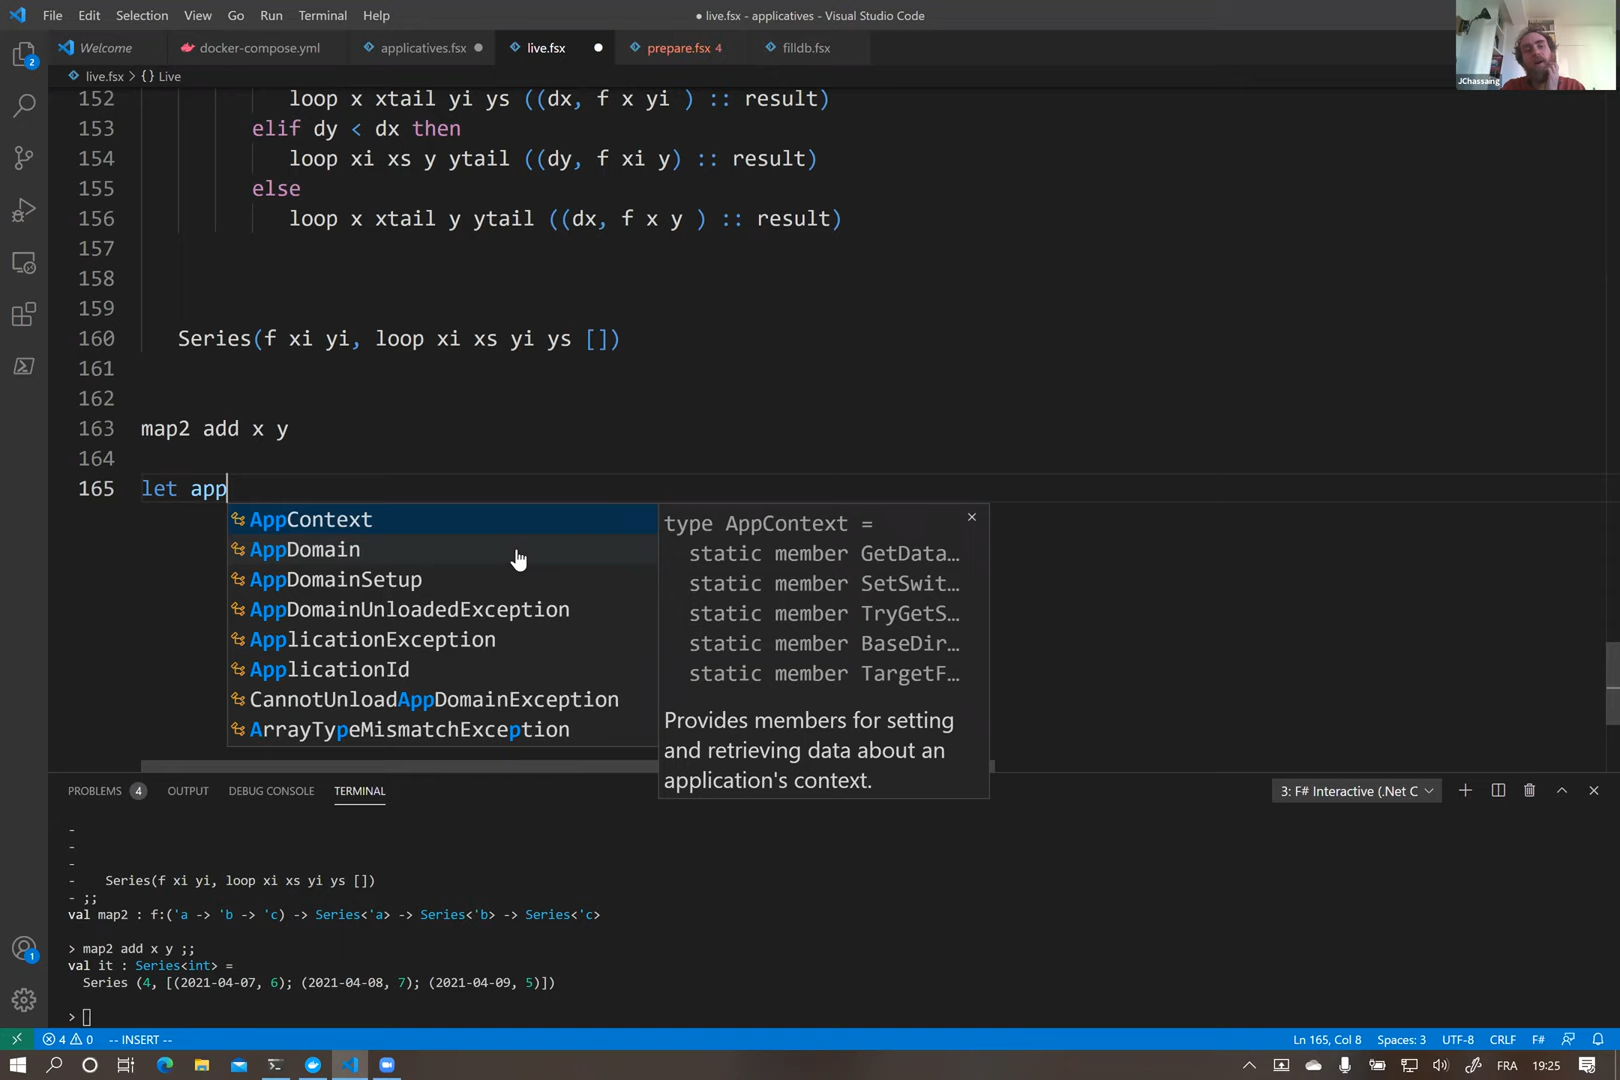 File Edit Selection View Go Run Terminal Help
● live.fsx - applicatives - Visual Studio Code
JChassaing
Welcome docker-compose.yml applicatives.fsx live.fsx prepare.fsx 4 filldb.fsx
live.fsx > {} Live
152 loop x xtail yi ys ((dx, f x yi ) :: result)
153 elif dy < dx then
154 loop xi xs y ytail ((dy, f xi y) :: result)
155 else
156 loop x xtail y ytail ((dx, f x y ) :: result)
157
158
159
160 Series(f xi yi, loop xi xs yi ys [])
161
162
163 map2 add x y
164
165 let app
AppContext
AppDomain
AppDomainSetup
AppDomainUnloadedException
ApplicationException
ApplicationId
CannotUnloadAppDomainException
ArrayTypeMismatchException
type AppContext =
static member GetData…
static member SetSwit…
static member TryGetS…
static member BaseDir…
static member TargetF…
Provides members for setting
and retrieving data about an
application's context.
PROBLEMS 4 OUTPUT DEBUG CONSOLE TERMINAL
3: F# Interactive (.Net C
-
-
-
- Series(f xi yi, loop xi xs yi ys [])
- ;;
val map2 : f:('a -> 'b -> 'c) -> Series<'a> -> Series<'b> -> Series<'c>
> map2 add x y ;;
val it : Series<int> =
Series (4, [(2021-04-07, 6); (2021-04-08, 7); (2021-04-09, 5)])
>
2
1
4 0 -- INSERT --
Ln 165, Col 8 Spaces: 3 UTF-8 CRLF F#
FRA 19:25